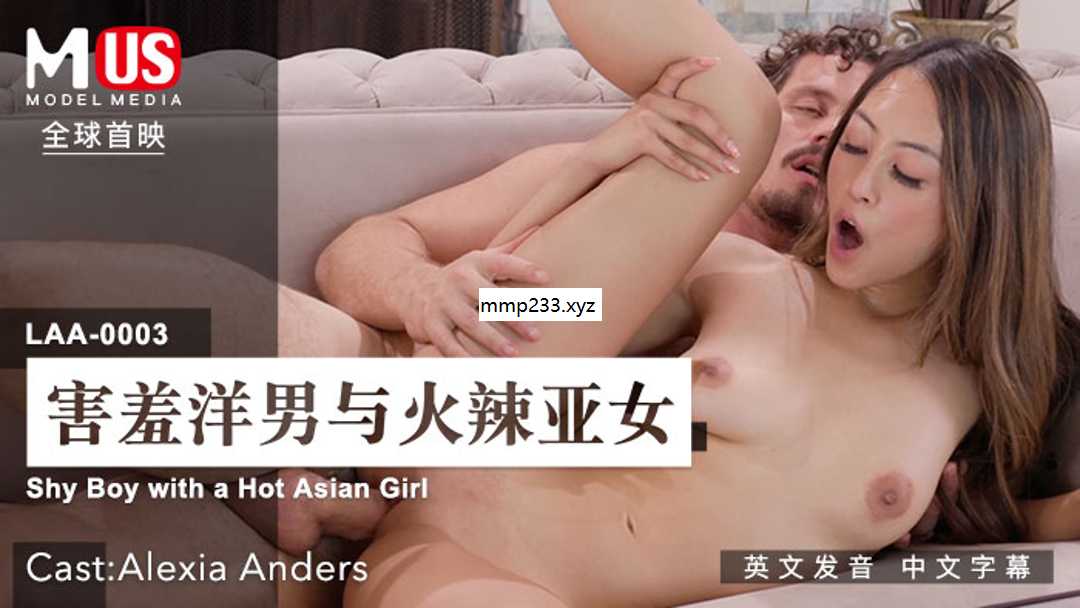 MUS
MODEL MEDIA
全球首映
mmp233.xyz
LAA-0003
害羞洋男与火辣亚女
Shy Boy with a Hot Asian Girl
Cast:Alexia Anders
英文发音 中文字幕